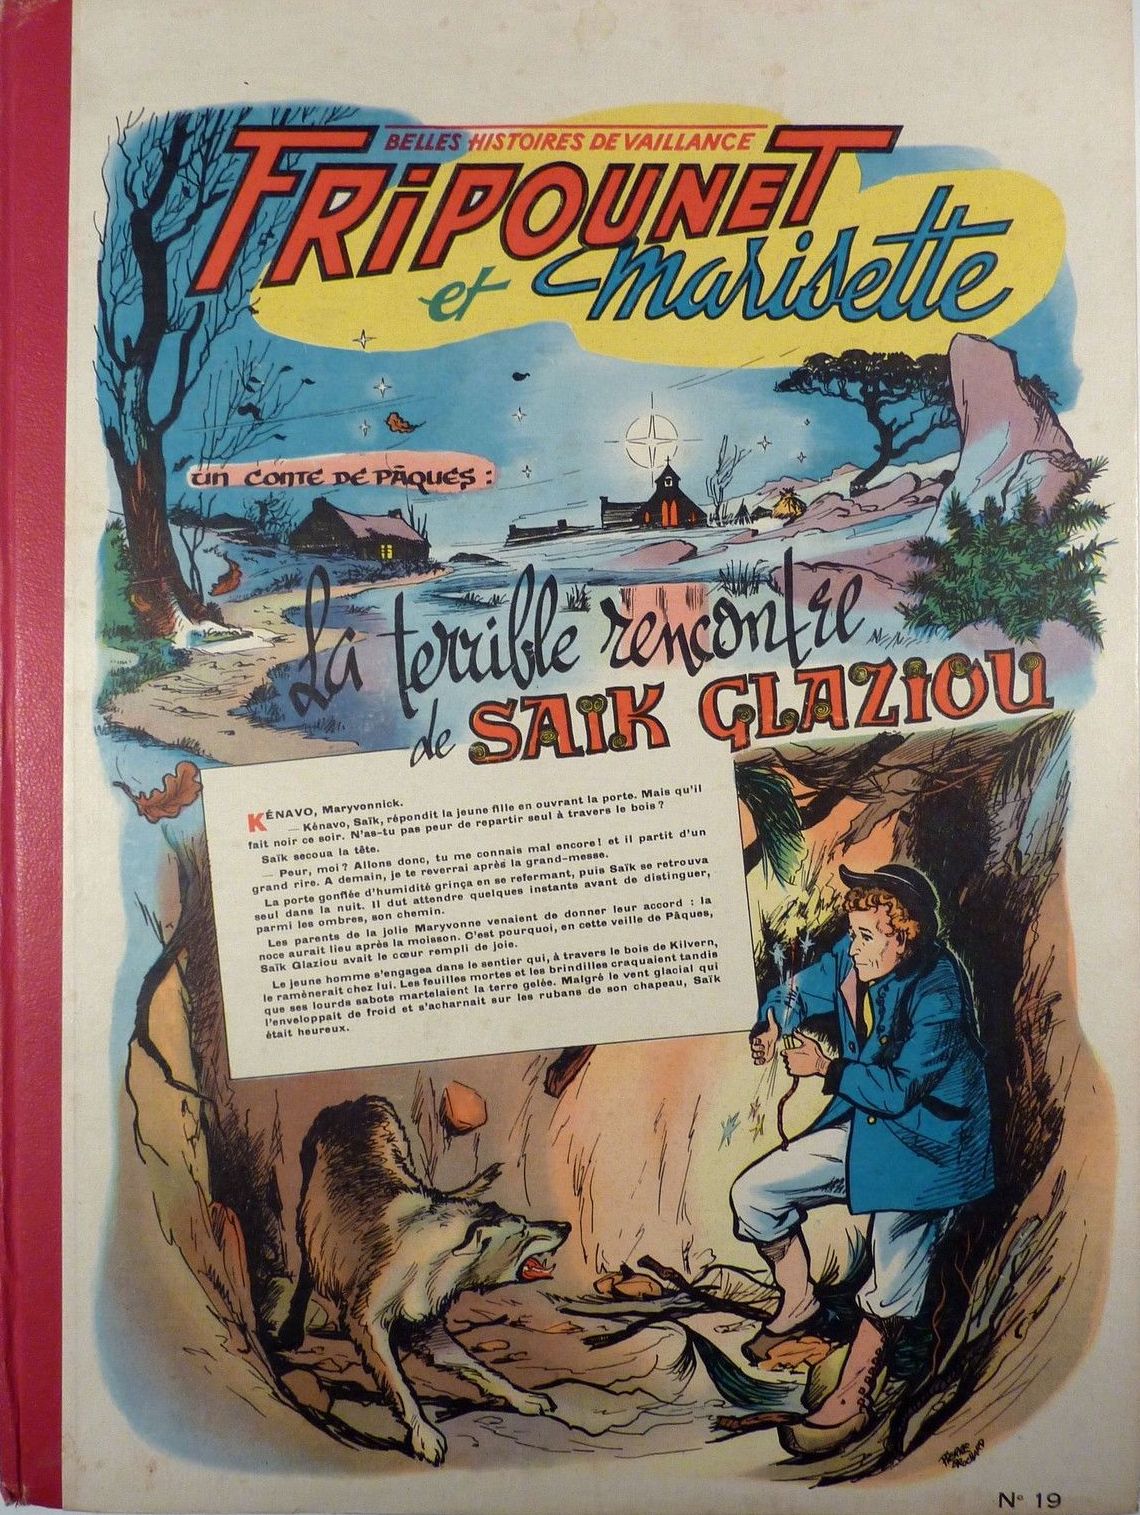 BELLES HISTOIRES DE VAILLANCE
FRiPOUNET
et marisette
UN CONTE DE PÂQUES :
La terrible rencontre
de SAïK GLAZiOU
KÉNAVO, Maryvonnick.
— Kénavo, Saïk, répondit la jeune fille en ouvrant la porte. Mais qu'il
fait noir ce soir. N'as-tu pas peur de repartir seul à travers le bois ?
Saïk secoua la tête.
— Peur, moi ? Allons donc, tu me connais mal encore ! et il partit d'un
grand rire. A demain, je te reverrai après la grand-messe.
La porte gonflée d'humidité grinça en se refermant, puis Saïk se retrouva
seul dans la nuit. Il dut attendre quelques instants avant de distinguer,
parmi les ombres, son chemin.
Les parents de la jolie Maryvonne venaient de donner leur accord : la
noce aurait lieu après la moisson. C'est pourquoi, en cette veille de Pâques,
Saïk Glaziou avait le cœur rempli de joie.
Le jeune homme s'engagea dans le sentier qui, à travers le bois de Kilvern,
le ramènerait chez lui. Les feuilles mortes et les brindilles craquaient tandis
que ses lourds sabots martelaient la terre gelée. Malgré le vent glacial qui
l'enveloppait de froid et s'acharnait sur les rubans de son chapeau, Saïk
était heureux.
N° 19